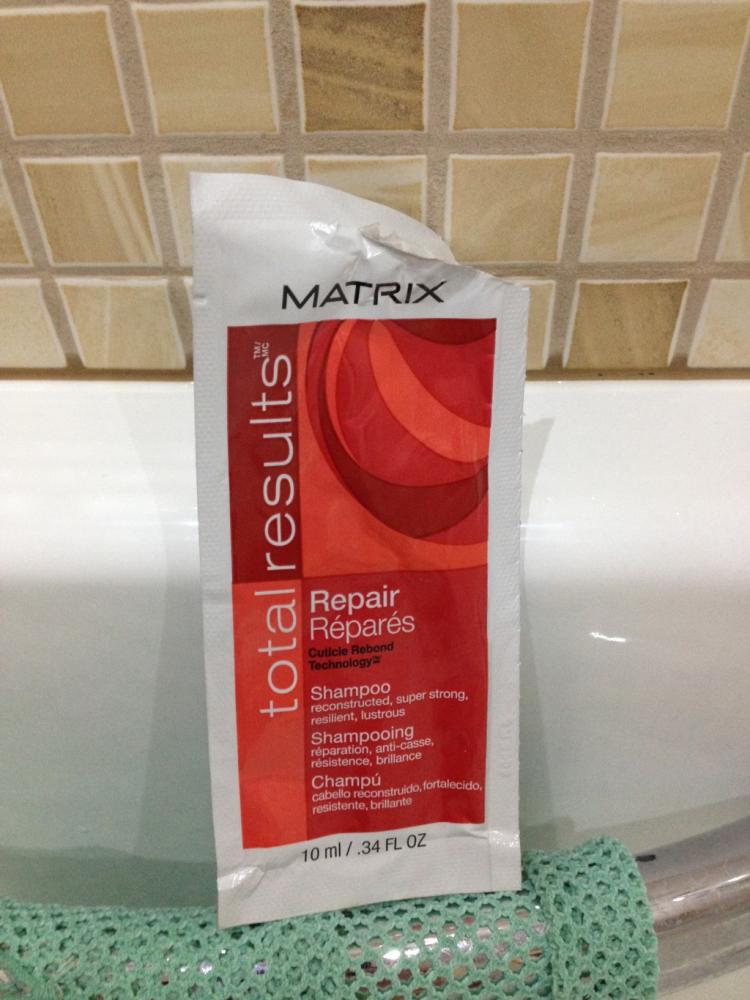 MATRIX
total results TM/MC
Repair
Réparés
Cuticle Rebond
Technology
Shampoo
reconstructed, super strong,
resilient, lustrous
Shampooing
réparation, anti-casse,
résistence, brillance
Champú
cabello reconstruido, fortalecido,
resistente, brillante
10 ml / .34 FL OZ